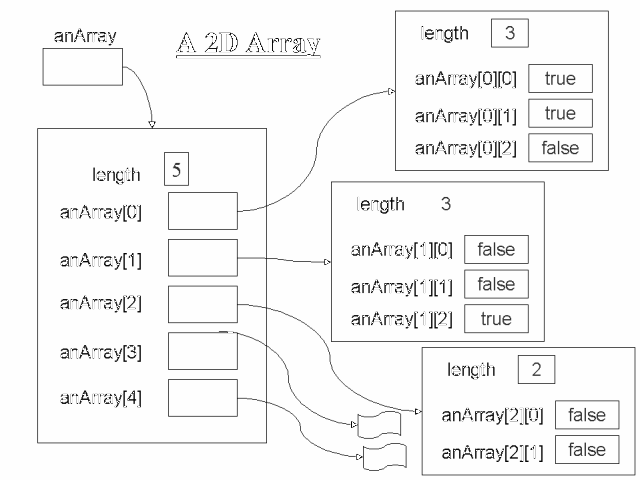 anArray
A 2D Array
length 5
anArray[0]
anArray[1]
anArray[2]
anArray[3]
anArray[4]
length 3
anArray[0][0] true
anArray[0][1] true
anArray[0][2] false
length 3
anArray[1][0] false
anArray[1][1] false
anArray[1][2] true
length 2
anArray[2][0] false
anArray[2][1] false